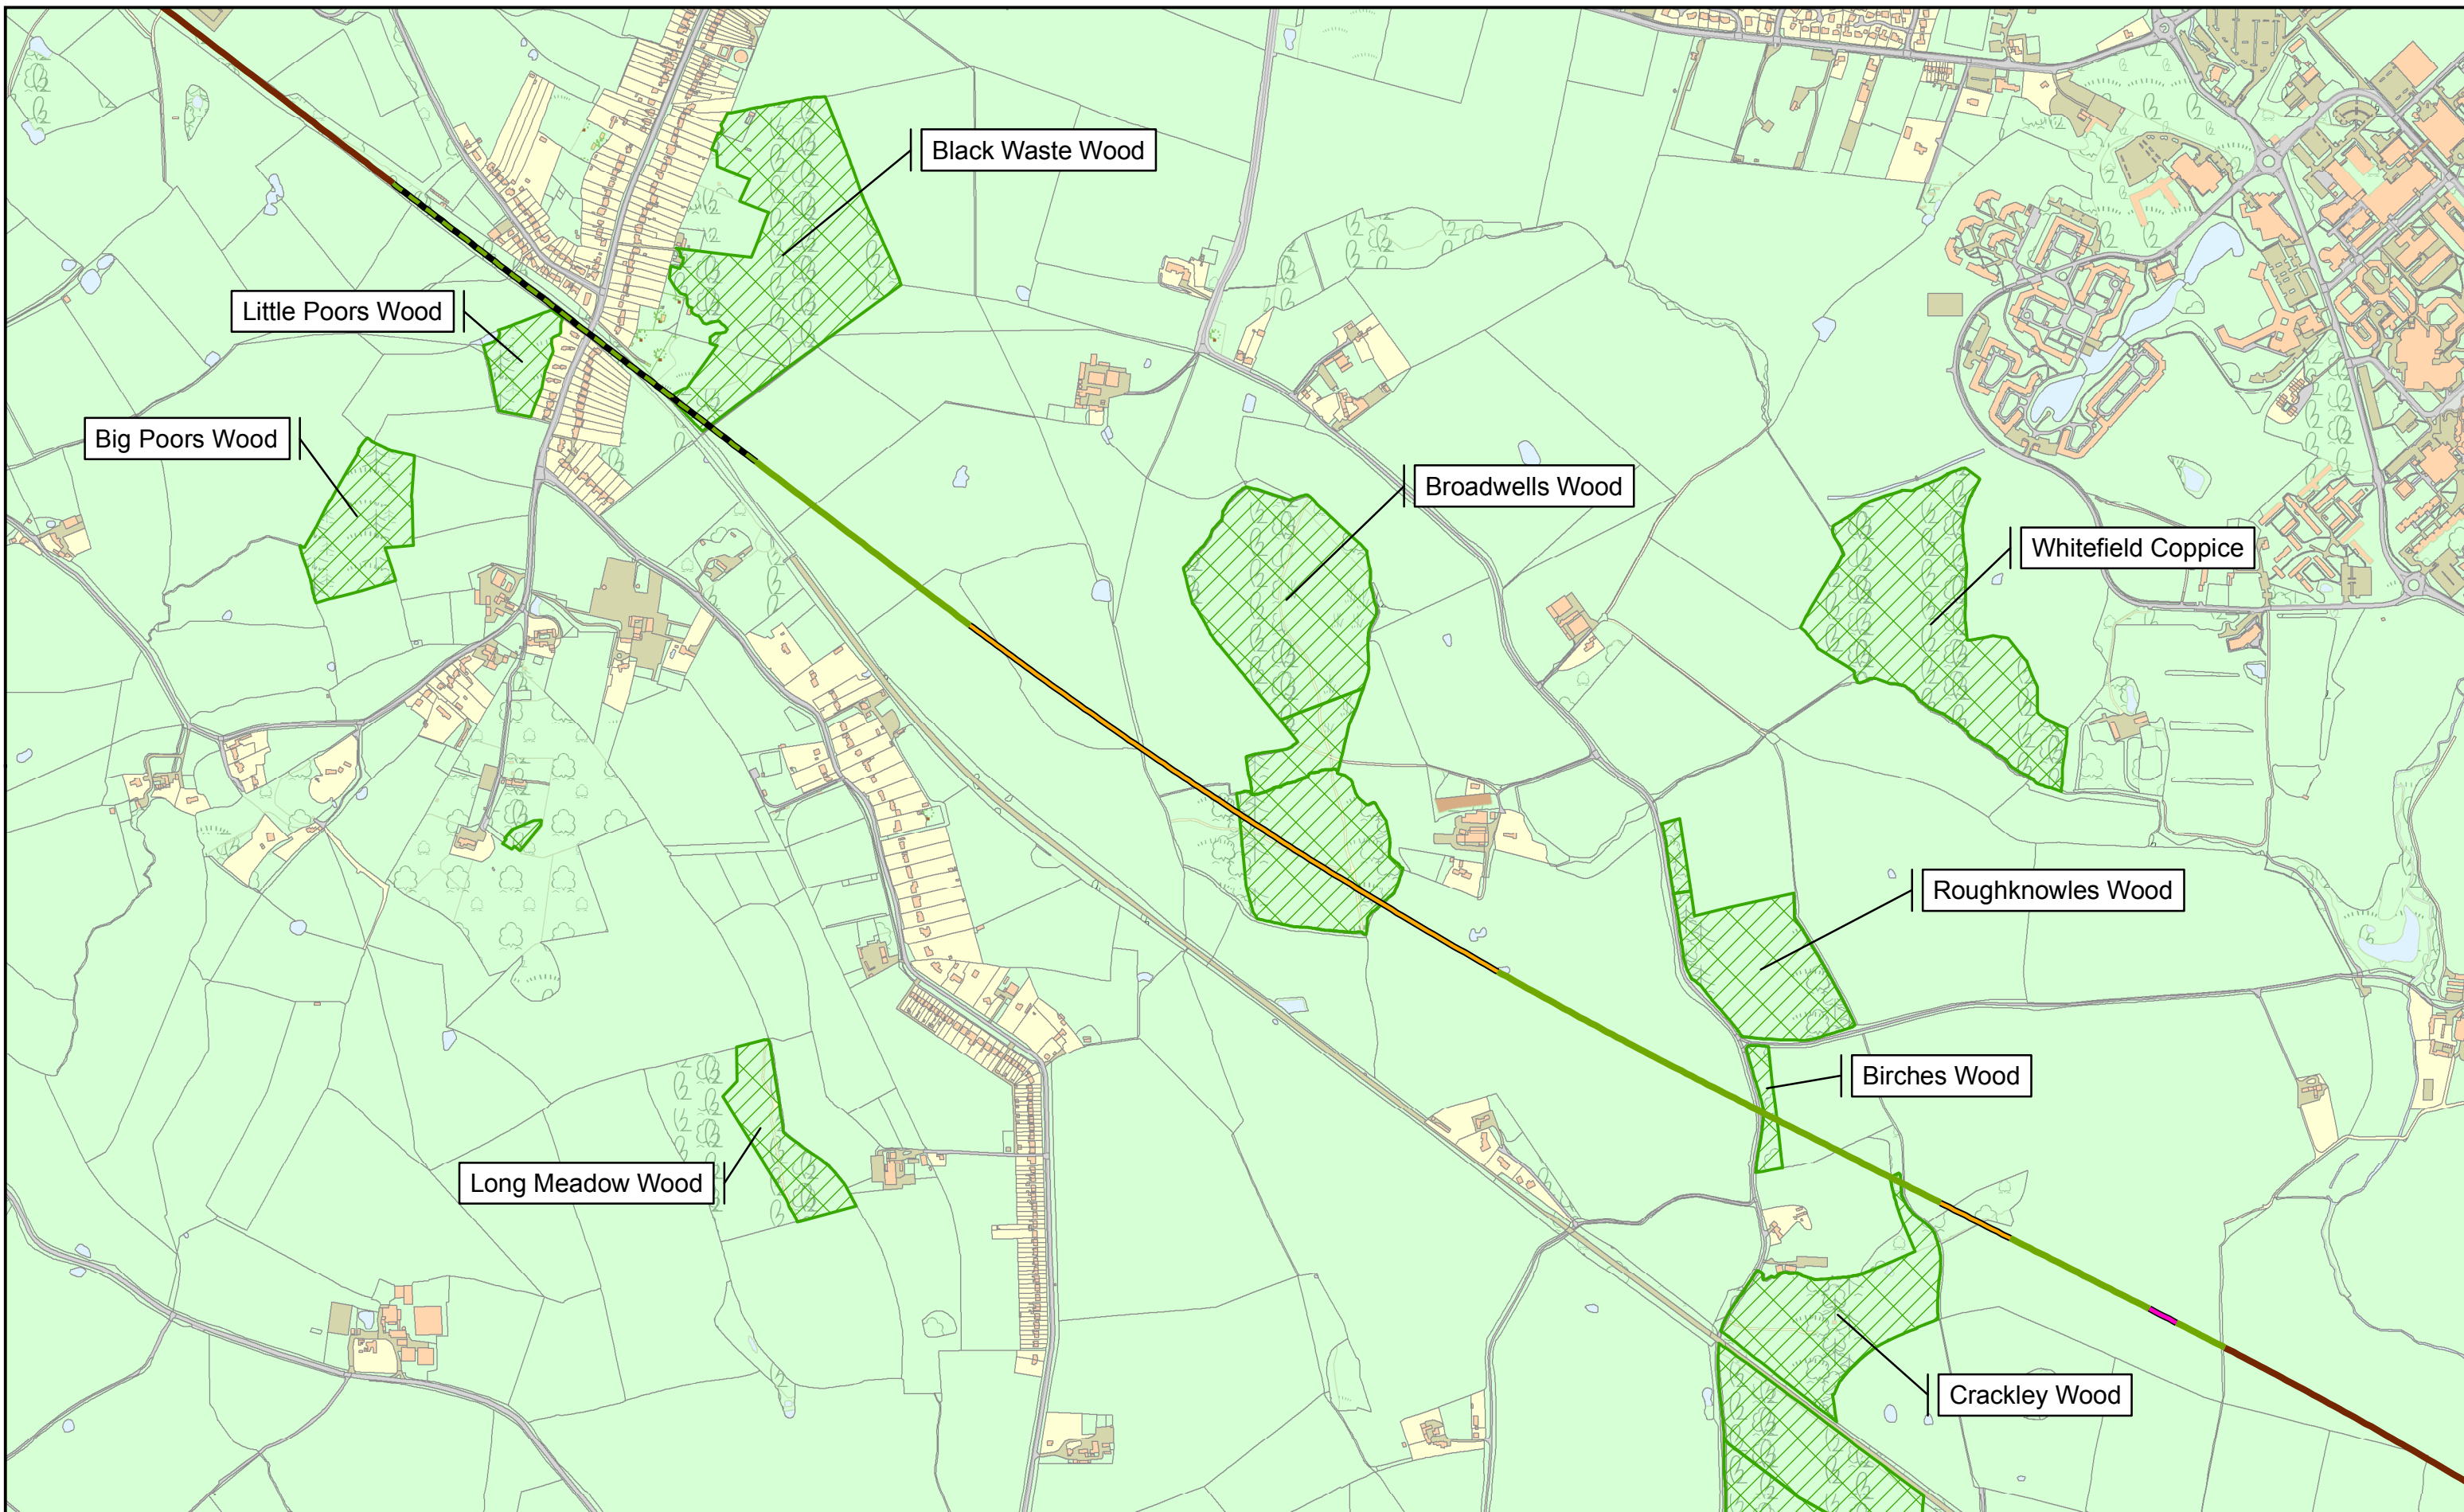 Black Waste Wood
Little Poors Wood
Big Poors Wood
Broadwells Wood
Whitefield Coppice
Roughknowles Wood
Birches Wood
Long Meadow Wood
Crackley Wood